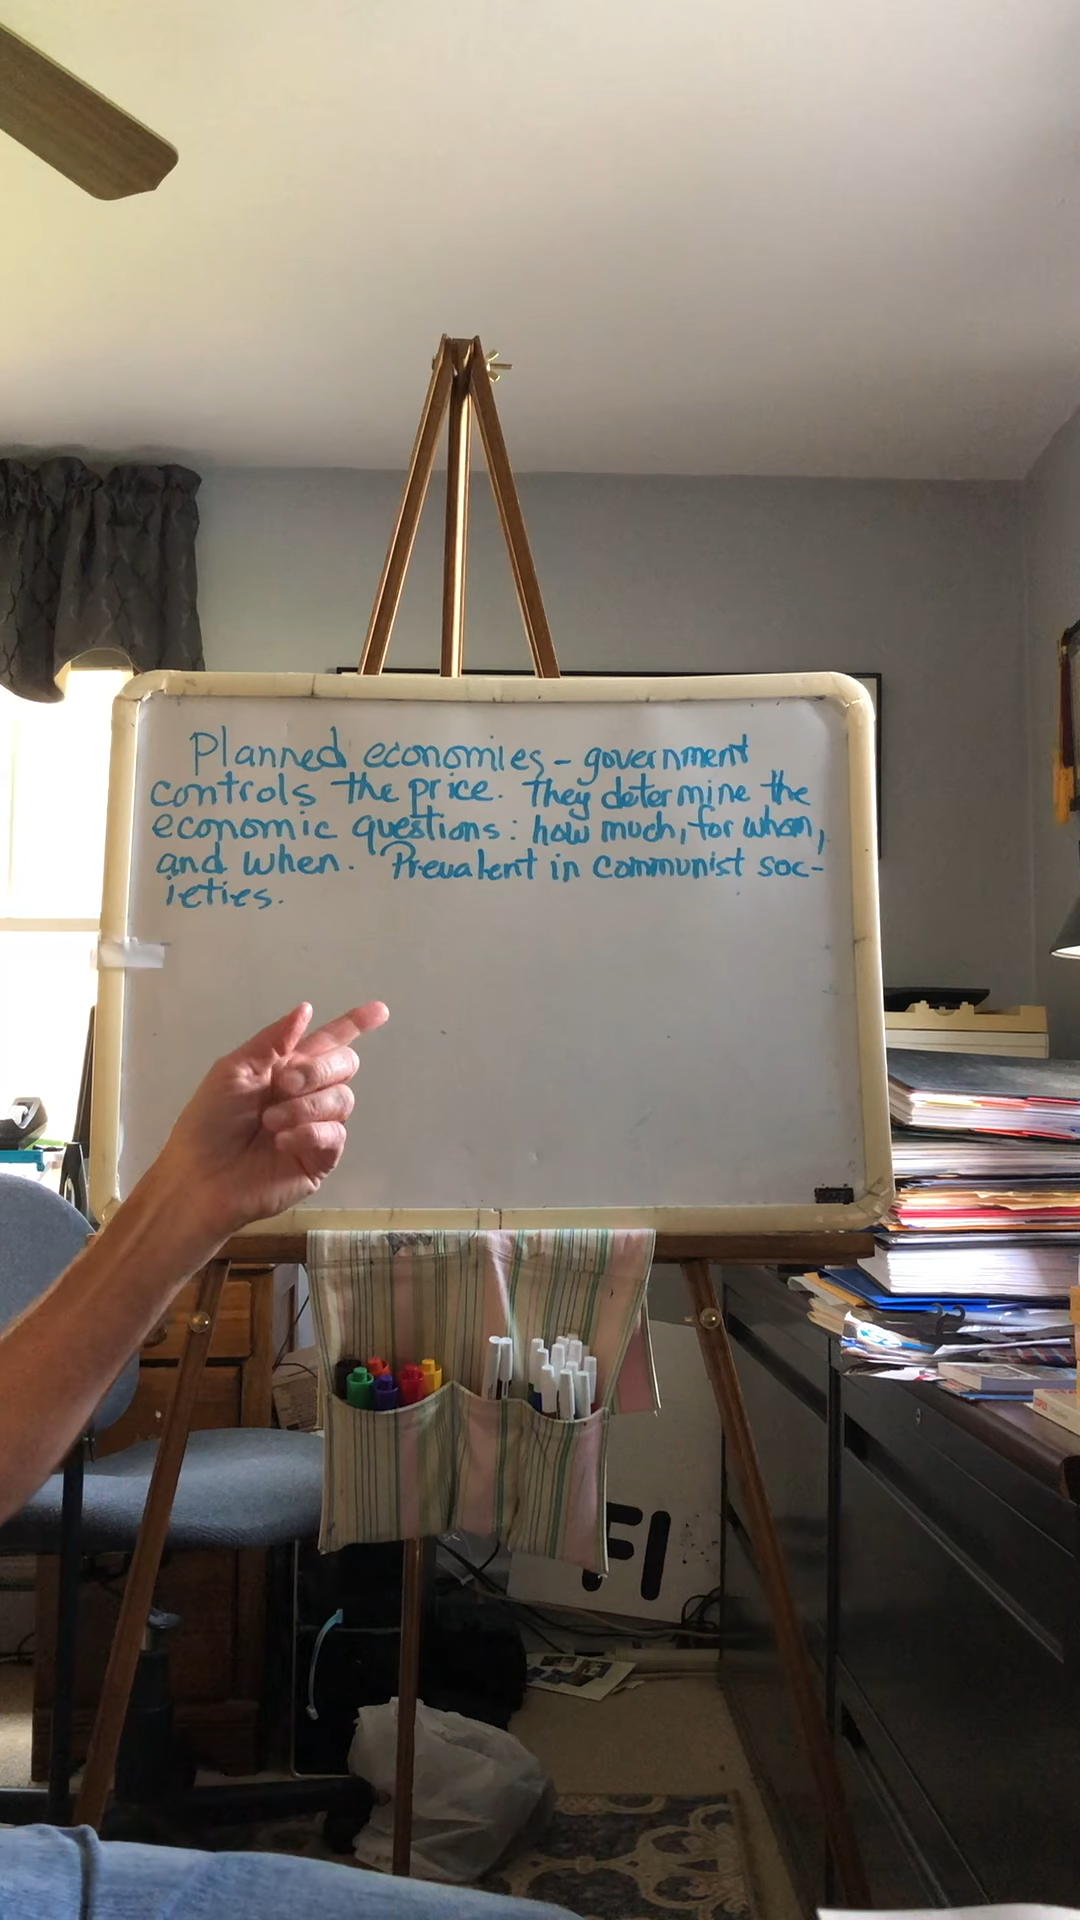 Planned economies - government
controls the price. They determine the
economic questions: how much, for whom,
and when. Prevalent in communist soc-
ieties.
FI